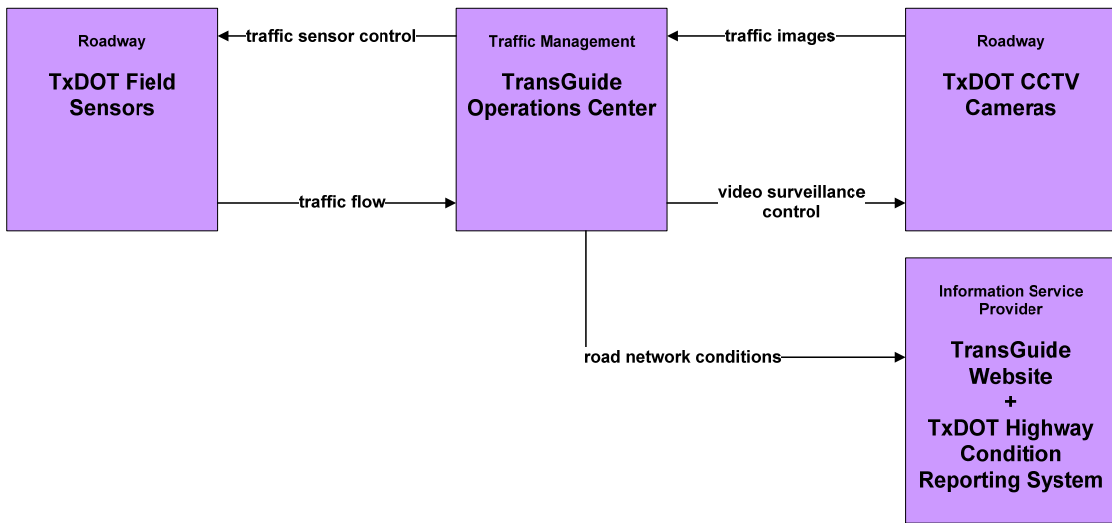 Roadway
TxDOT Field
Sensors
traffic sensor control
traffic flow
Traffic Management
TransGuide
Operations Center
traffic images
video surveillance
control
Roadway
TxDOT CCTV
Cameras
road network conditions
Information Service
Provider
TransGuide
Website
+
TxDOT Highway
Condition
Reporting System